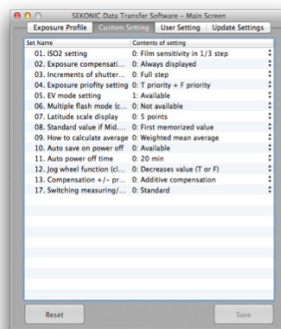 SEKONIC Data Transfer Software – Main Screen
Exposure Profile Custom Setting User Setting Update Settings
Set Name Contents of setting
01. ISO2 setting 0: Film sensitivity in 1/3 step
02. Exposure compensati... 0: Always displayed
03. Increments of shutter... 0: Full step
04. Exposure priofity setting 0: T priority + F priority
05. EV mode setting 1: Available
06. Multiple flash mode (c... 0: Not available
07. Latitude scale display 0: 5 points
08. Standard value if Mid.... 0: First memorized value
09. How to calculate average 0: Weighted mean average
10. Auto save on power off 0: Available
11. Auto power off time 0: 20 min
12. Jog wheel function (cl... 0: Decreases value (T or F)
13. Compensation +/- pr... 0: Additive compensation
17. Switching measuring/... 0: Standard
Reset Save